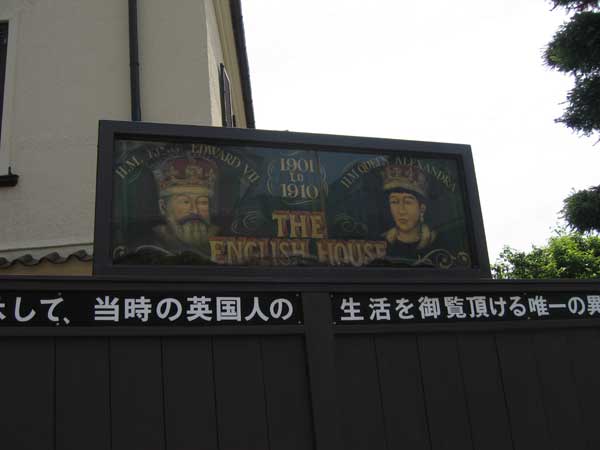 H.M. KING EDWARD VII
1901
to
1910
H.M QUEEN ALEXANDRA
THE
ENGLISH HOUSE
して、当時の英国人の 生活を御覧頂ける唯一の異